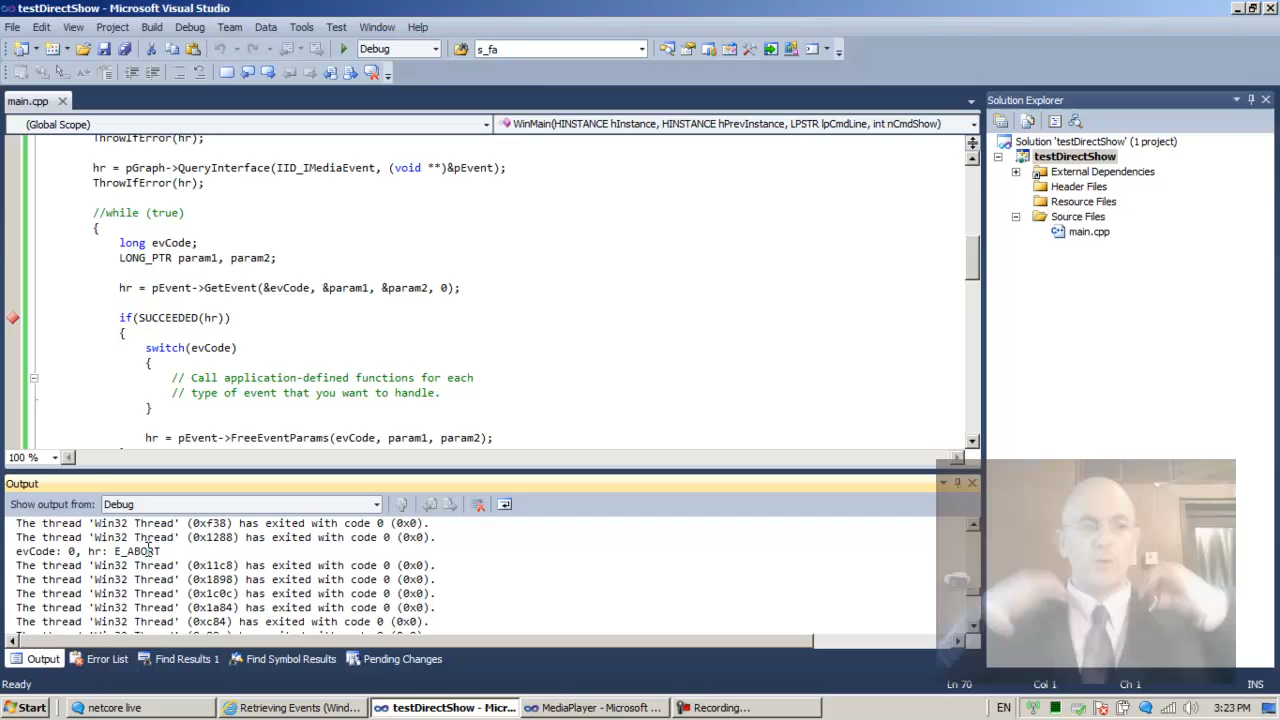 testDirectShow - Microsoft Visual Studio
File Edit View Project Build Debug Team Data Tools Test Window Help
Debug s_fa
main.cpp
(Global Scope) WinMain(HINSTANCE hInstance, HINSTANCE hPrevInstance, LPSTR lpCmdLine, int nCmdShow)
ThrowIfError(hr);
hr = pGraph->QueryInterface(IID_IMediaEvent, (void **)&pEvent);
ThrowIfError(hr);
//while (true)
{
long evCode;
LONG_PTR param1, param2;
hr = pEvent->GetEvent(&evCode, &param1, &param2, 0);
if(SUCCEEDED(hr))
{
switch(evCode)
{
// Call application-defined functions for each
// type of event that you want to handle.
}
hr = pEvent->FreeEventParams(evCode, param1, param2);
100 %
Solution Explorer
Solution 'testDirectShow' (1 project)
testDirectShow
External Dependencies
Header Files
Resource Files
Source Files
main.cpp
Output
Show output from: Debug
The thread 'Win32 Thread' (0xf38) has exited with code 0 (0x0).
The thread 'Win32 Thread' (0x1288) has exited with code 0 (0x0).
evCode: 0, hr: E_ABORT
The thread 'Win32 Thread' (0x11c8) has exited with code 0 (0x0).
The thread 'Win32 Thread' (0x1898) has exited with code 0 (0x0).
The thread 'Win32 Thread' (0x1c0c) has exited with code 0 (0x0).
The thread 'Win32 Thread' (0x1a84) has exited with code 0 (0x0).
The thread 'Win32 Thread' (0xc84) has exited with code 0 (0x0).
Output Error List Find Results 1 Find Symbol Results Pending Changes
Ready Ln 70 Col 1 Ch 1 INS
Start netcore live Retrieving Events (Windo... testDirectShow - Micr... MediaPlayer - Microsoft ... Recording... EN 3:23 PM